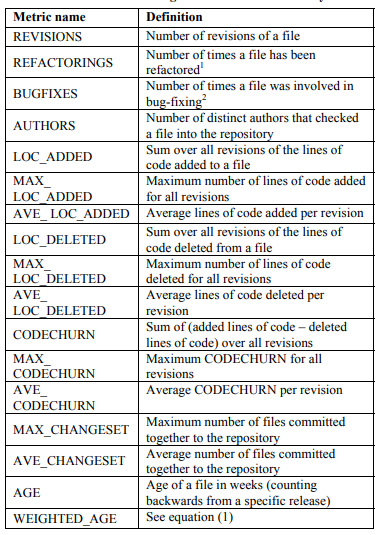 Metric name Definition
REVISIONS Number of revisions of a file
REFACTORINGS Number of times a file has been
refactored1
BUGFIXES Number of times a file was involved in
bug-fixing2
AUTHORS Number of distinct authors that checked
a file into the repository
LOC_ADDED Sum over all revisions of the lines of
code added to a file
MAX_ Maximum number of lines of code added
LOC_ADDED for all revisions
AVE_LOC_ADDED Average lines of code added per revision
LOC_DELETED Sum over all revisions of the lines of
code deleted from a file
MAX_ Maximum number of lines of code
LOC_DELETED deleted for all revisions
AVE_ Average lines of code deleted per
LOC_DELETED revision
CODECHURN Sum of (added lines of code – deleted
lines of code) over all revisions
MAX_ Maximum CODECHURN for all
CODECHURN revisions
AVE_ Average CODECHURN per revision
CODECHURN
MAX_CHANGESET Maximum number of files committed
together to the repository
AVE_CHANGESET Average number of files committed
together to the repository
AGE Age of a file in weeks (counting
backwards from a specific release)
WEIGHTED_AGE See equation (1)